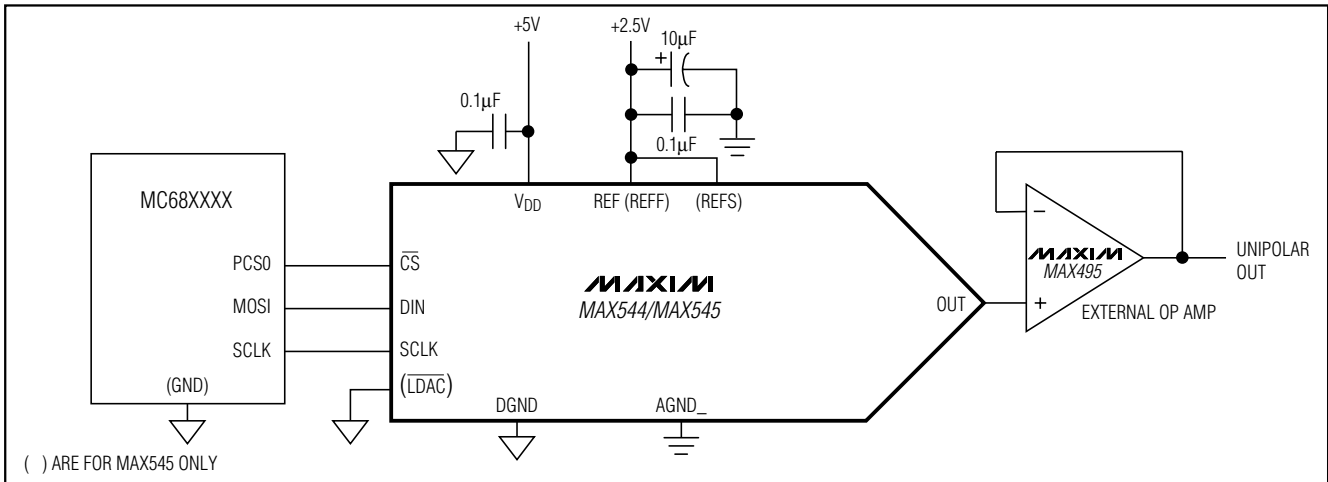 +5V
+2.5V
10µF
+
0.1µF
0.1µF
MC68XXXX
VDD
REF (REFF)
(REFS)
PCS0
CS
MOSI
DIN
SCLK
SCLK
(LDAC)
(GND)
DGND
AGND_
MAXIM
MAX544/MAX545
OUT
−
MAXIM
MAX495
+
UNIPOLAR
OUT
EXTERNAL OP AMP
( ) ARE FOR MAX545 ONLY